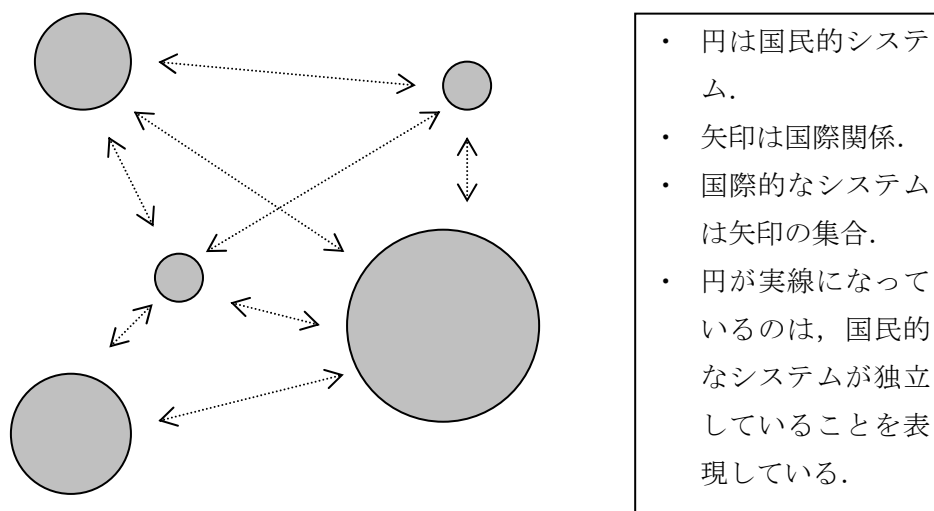 ・ 円は国民的システ
ム．
・ 矢印は国際関係．
・ 国際的なシステム
は矢印の集合．
・ 円が実線になって
いるのは，国民的
なシステムが独立
していることを表
現している．